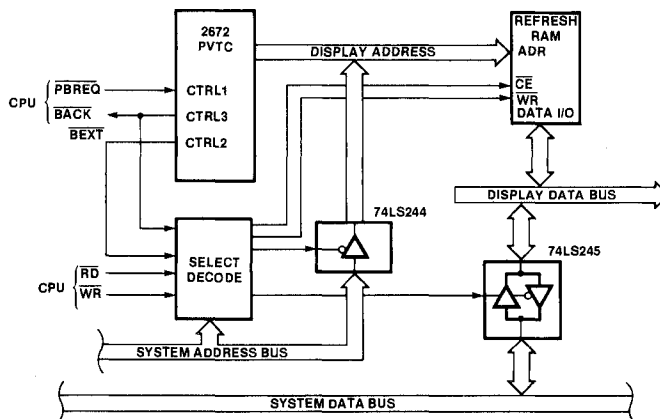 2672
PVTC
REFRESH
RAM
ADR
DISPLAY ADDRESS
CPU
PBREQ
CTRL1
CE
BACK
CTRL3
WR
DATA I/O
BEXT
CTRL2
DISPLAY DATA BUS
74LS244
74LS245
SELECT
DECODE
CPU
RD
WR
SYSTEM ADDRESS BUS
SYSTEM DATA BUS